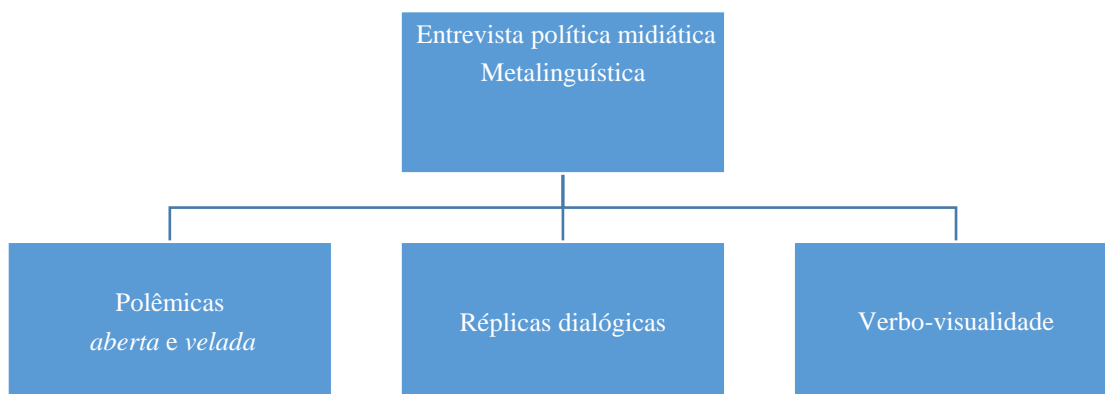 Entrevista política midiática
Metalinguística
Polêmicas
aberta e velada
Réplicas dialógicas
Verbo-visualidade